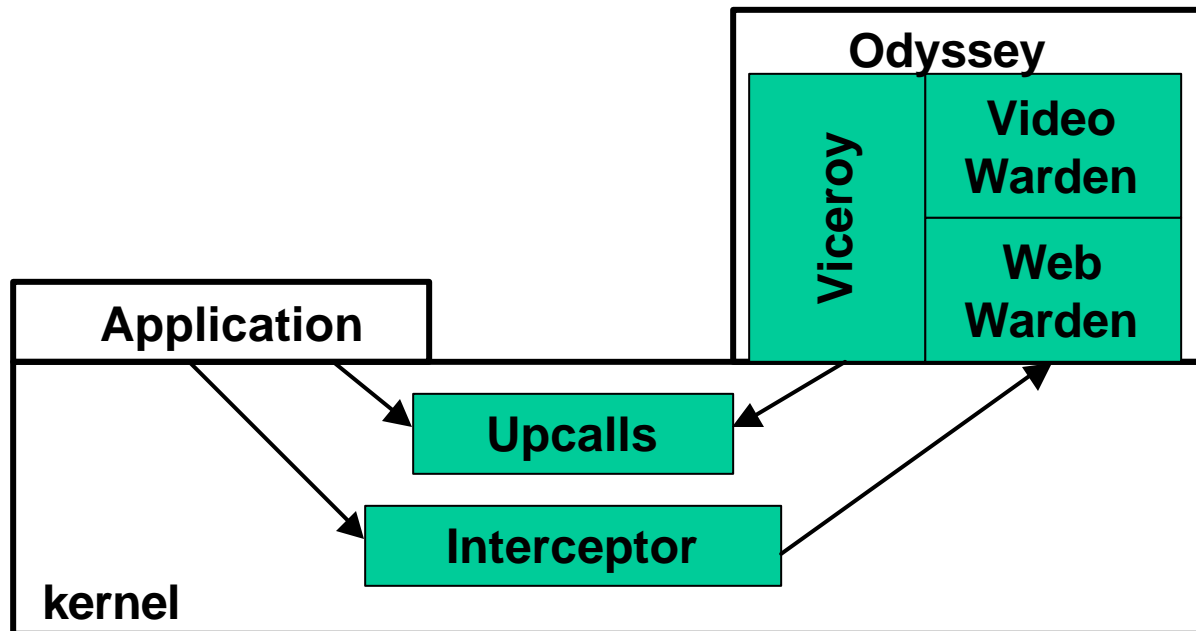 Odyssey
Viceroy
Video
Warden
Web
Warden
Application
Upcalls
Interceptor
kernel